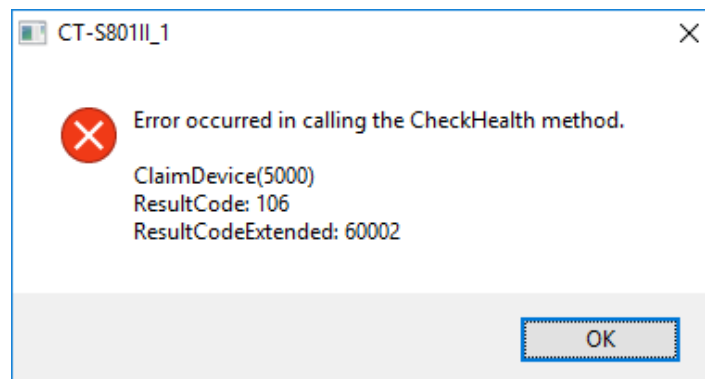 CT-S801II_1
Error occurred in calling the CheckHealth method.
ClaimDevice(5000)
ResultCode: 106
ResultCodeExtended: 60002
OK